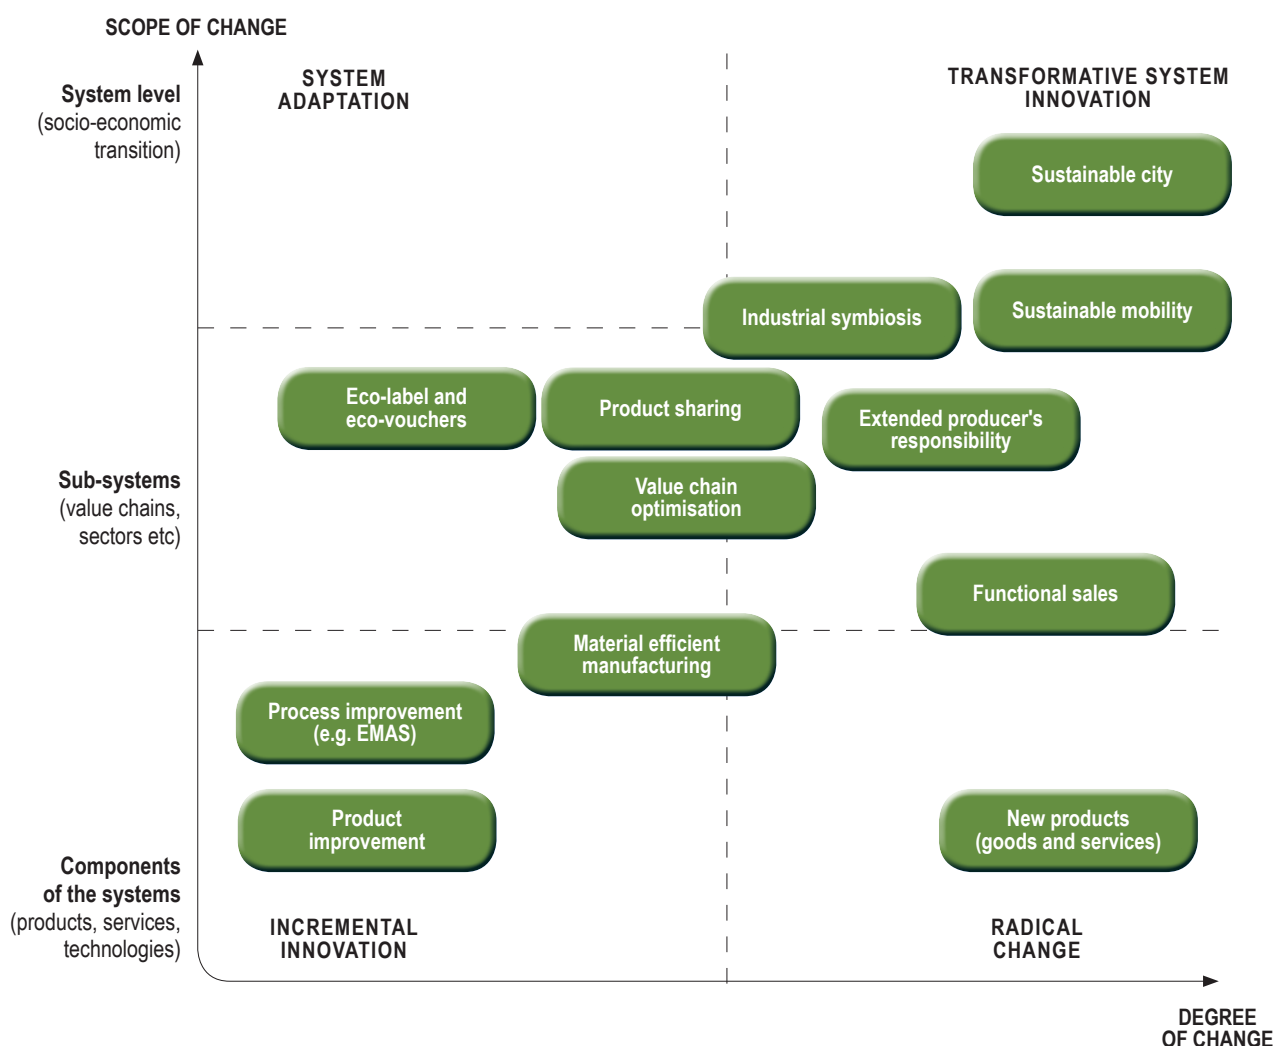 SCOPE OF CHANGE
SYSTEM
ADAPTATION
TRANSFORMATIVE SYSTEM
INNOVATION
System level
(socio-economic
transition)
Sustainable city
Industrial symbiosis
Sustainable mobility
Eco-label and
eco-vouchers
Product sharing
Extended producer's
responsibility
Sub-systems
(value chains,
sectors etc)
Value chain
optimisation
Functional sales
Material efficient
manufacturing
Process improvement
(e.g. EMAS)
Product
improvement
New products
(goods and services)
Components
of the systems
(products, services,
technologies)
INCREMENTAL
INNOVATION
RADICAL
CHANGE
DEGREE
OF CHANGE